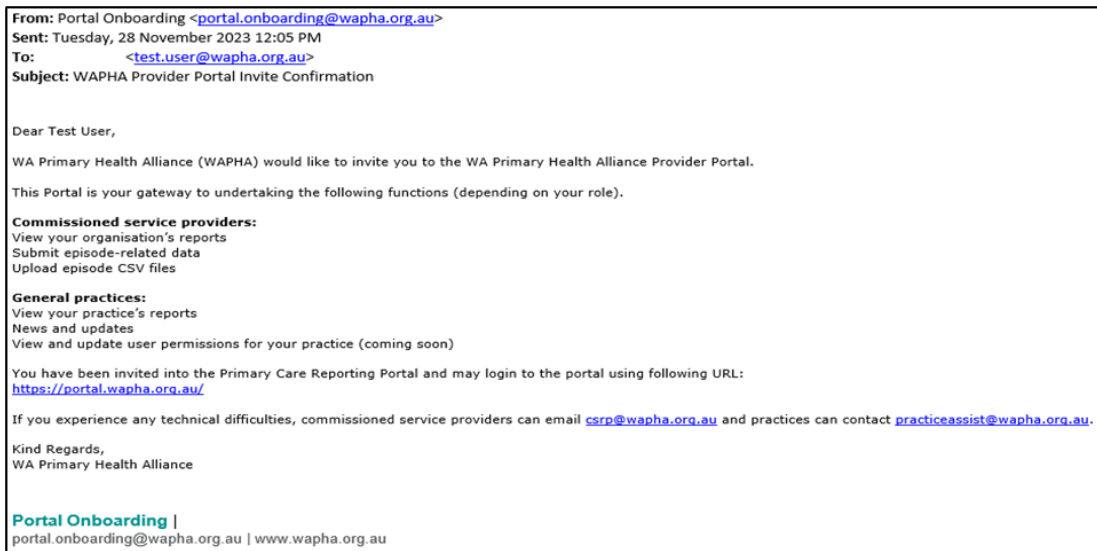 From: Portal Onboarding <portal.onboarding@wapha.org.au>
Sent: Tuesday, 28 November 2023 12:05 PM
To: <test.user@wapha.org.au>
Subject: WAPHA Provider Portal Invite Confirmation
Dear Test User,
WA Primary Health Alliance (WAPHA) would like to invite you to the WA Primary Health Alliance Provider Portal.
This Portal is your gateway to undertaking the following functions (depending on your role).
Commissioned service providers:
View your organisation's reports
Submit episode-related data
Upload episode CSV files
General practices:
View your practice's reports
News and updates
View and update user permissions for your practice (coming soon)
You have been invited into the Primary Care Reporting Portal and may login to the portal using following URL:
https://portal.wapha.org.au/
If you experience any technical difficulties, commissioned service providers can email csrp@wapha.org.au and practices can contact practiceassist@wapha.org.au.
Kind Regards,
WA Primary Health Alliance
Portal Onboarding |
portal.onboarding@wapha.org.au | www.wapha.org.au